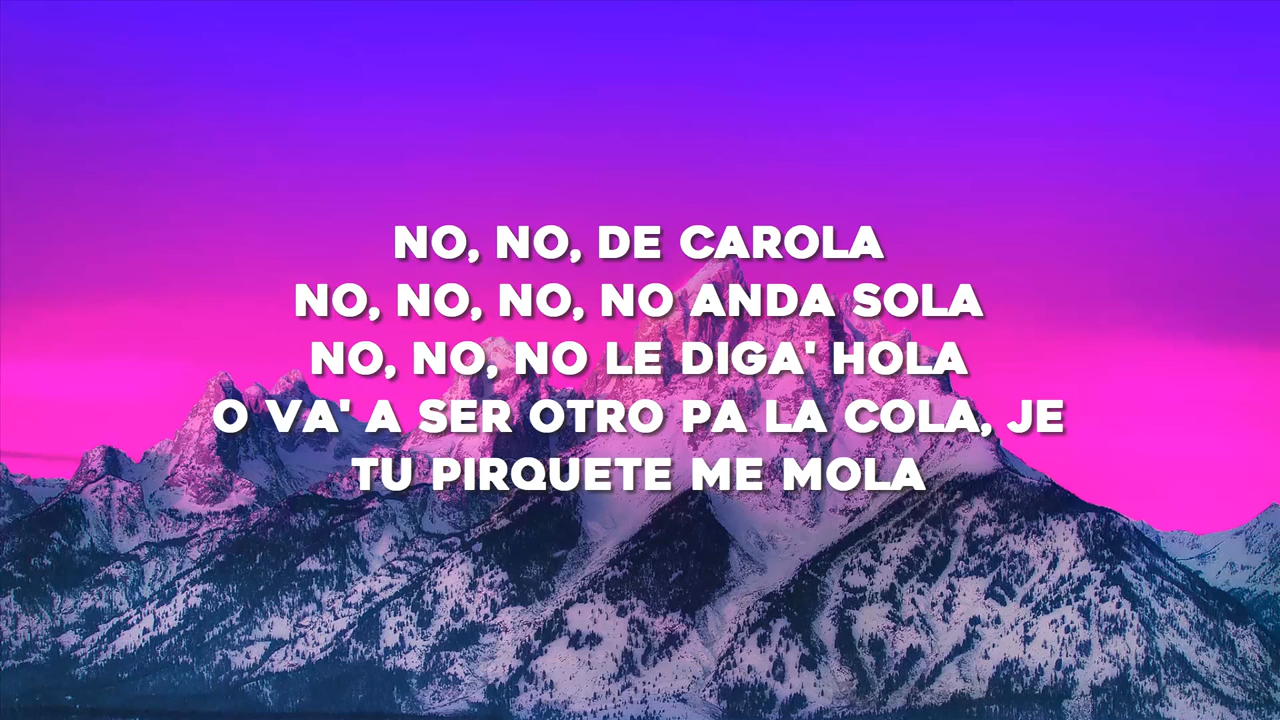 NO, NO, DE CAROLA
NO, NO, NO, NO ANDA SOLA
NO, NO, NO LE DIGA' HOLA
O VA' A SER OTRO PA LA COLA, JE
TU PIRQUETE ME MOLA